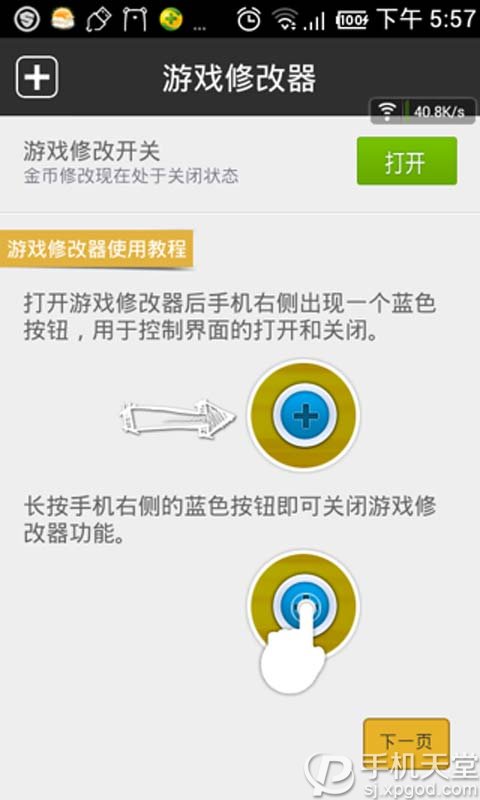 ... 100 下午 5:57
游戏修改器
40.8K/s
游戏修改开关
金币修改现在处于关闭状态
打开
游戏修改器使用教程
打开游戏修改器后手机右侧出现一个蓝色
按钮，用于控制界面的打开和关闭。
长按手机右侧的蓝色按钮即可关闭游戏修
改器功能。
下一页
手机天堂
sj.xpgod.com